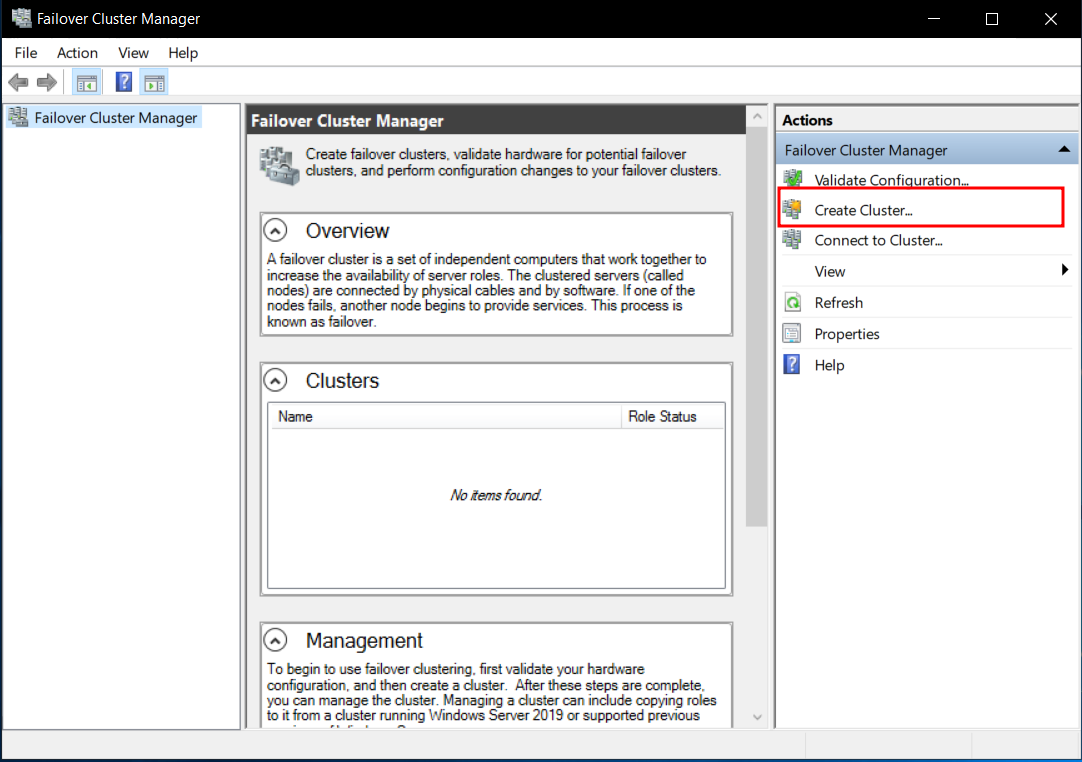 Failover Cluster Manager
File Action View Help
Failover Cluster Manager
Failover Cluster Manager
Create failover clusters, validate hardware for potential failover
clusters, and perform configuration changes to your failover clusters.
Overview
A failover cluster is a set of independent computers that work together to
increase the availability of server roles. The clustered servers (called
nodes) are connected by physical cables and by software. If one of the
nodes fails, another node begins to provide services. This process is
known as failover.
Clusters
Name Role Status
No items found.
Management
To begin to use failover clustering, first validate your hardware
configuration, and then create a cluster. After these steps are complete,
you can manage the cluster. Managing a cluster can include copying roles
to it from a cluster running Windows Server 2019 or supported previous
Actions
Failover Cluster Manager
Validate Configuration...
Create Cluster...
Connect to Cluster...
View
Refresh
Properties
Help